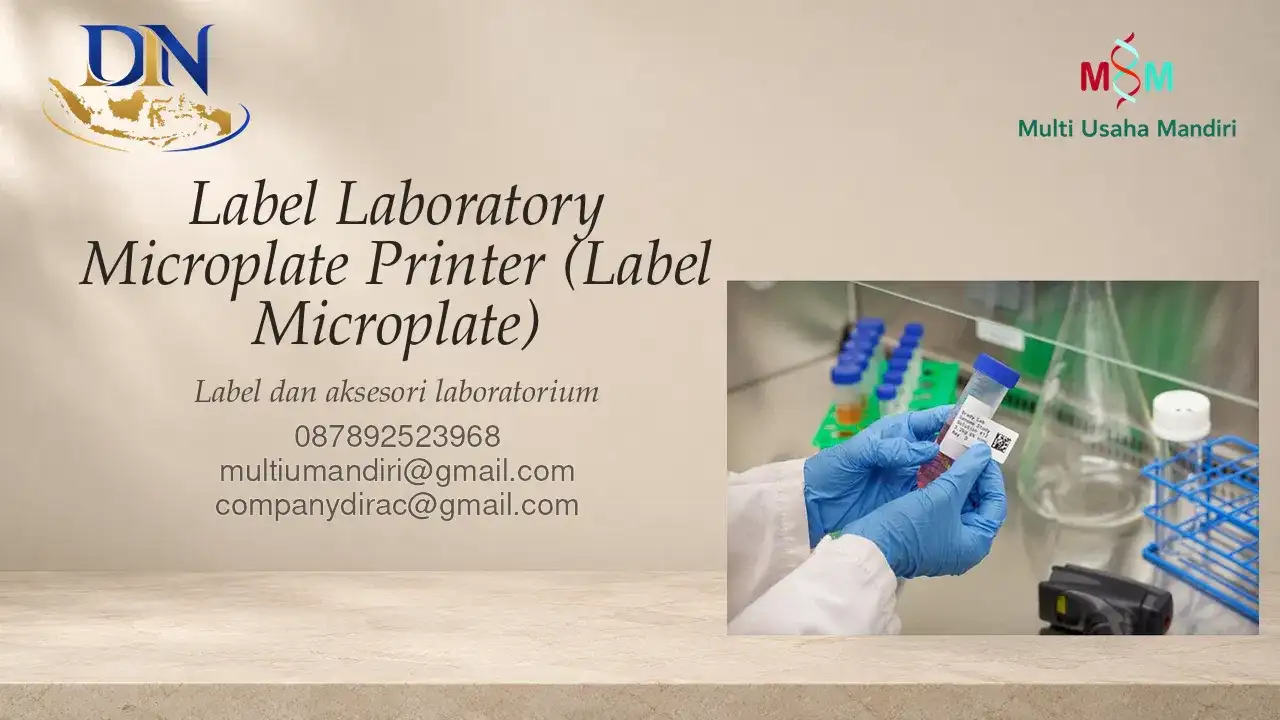 DN
M M
Multi Usaha Mandiri
Label Laboratory
Microplate Printer (Label
Microplate)
Label dan aksesori laboratorium
087892523968
multiumandiri@gmail.com
companydirac@gmail.com